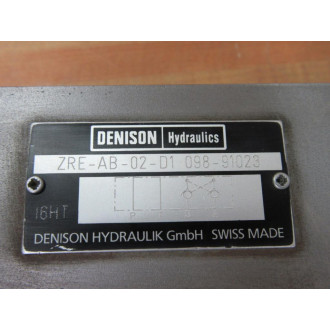 DENISON Hydraulics
ZRE-AB-02-D1 098-91023
16HT
P
DENISON HYDRAULIK GmbH SWISS MADE